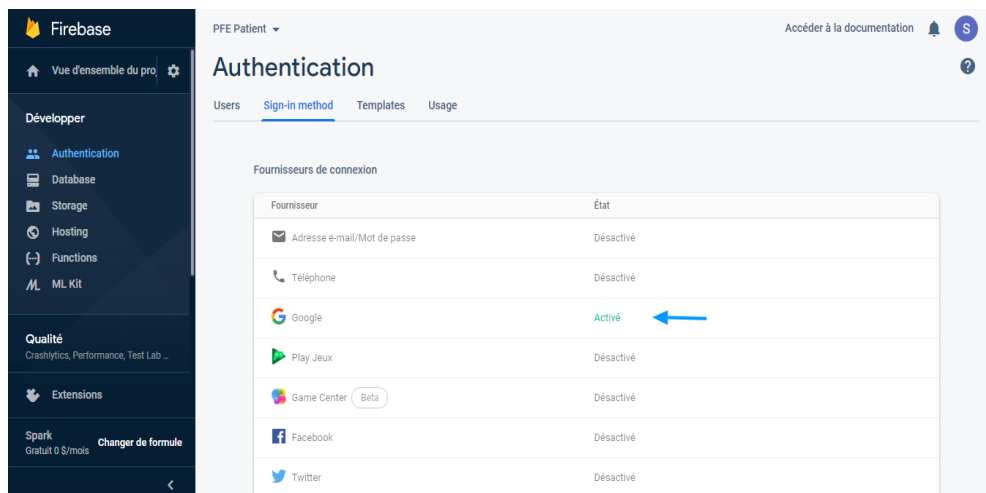 Firebase
Vue d'ensemble du proj
Développer
Authentication
Database
Storage
Hosting
Functions
ML Kit
Qualité
Crashlytics, Performance, Test Lab ...
Extensions
Spark
Gratuit 0 $/mois
Changer de formule
PFE Patient
Accéder à la documentation
S
Authentication
Users Sign-in method Templates Usage
Fournisseurs de connexion
Fournisseur État
Adresse e-mail/Mot de passe Désactivé
Téléphone Désactivé
Google Activé
Play Jeux Désactivé
Game Center Beta Désactivé
Facebook Désactivé
Twitter Désactivé